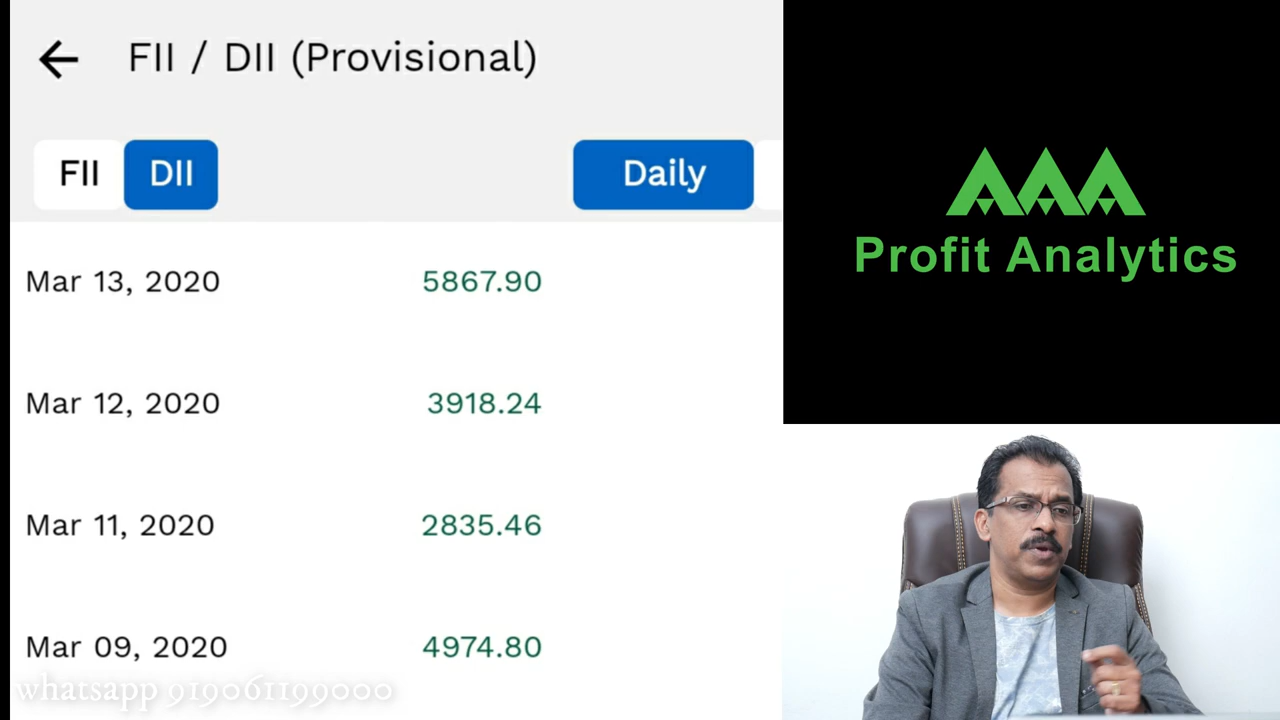 FII / DII (Provisional)
FII DII Daily
Mar 13, 2020 5867.90
Mar 12, 2020 3918.24
Mar 11, 2020 2835.46
Mar 09, 2020 4974.80
whatsapp 919061199000
Profit Analytics